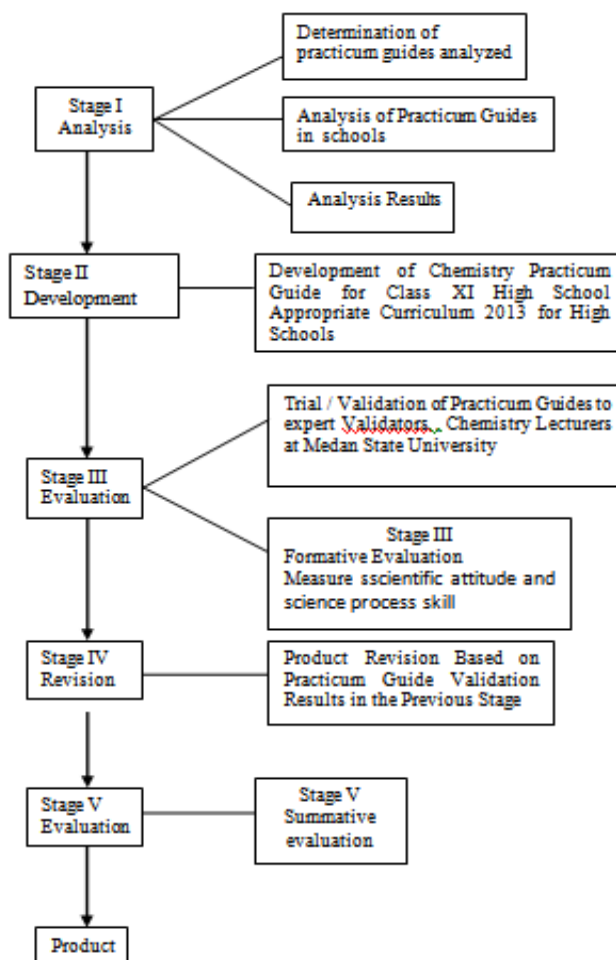 Determination of
practicum guides analyzed
Stage I
Analysis
Analysis of Practicum Guides
in schools
Analysis Results
Stage II
Development
Development of Chemistry Practicum
Guide for Class XI High School
Appropriate Curriculum 2013 for High
Schools
Trial / Validation of Practicum Guides to
expert Validators, Chemistry Lecturers
at Medan State University
Stage III
Evaluation
Stage III
Formative Evaluation
Measure sscientific attitude and
science process skill
Stage IV
Revision
Product Revision Based on
Practicum Guide Validation
Results in the Previous Stage
Stage V
Evaluation
Stage V
Summative
evaluation
Product